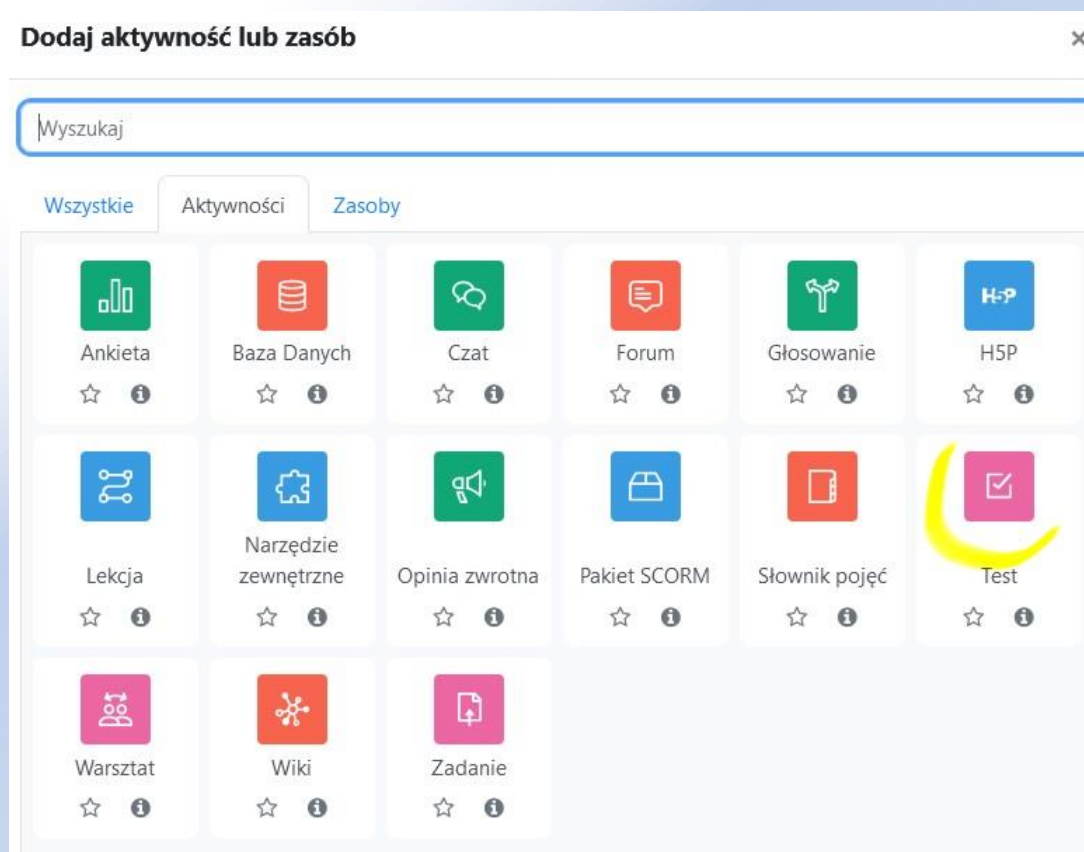 Dodaj aktywność lub zasób
×
Wyszukaj
Wszystkie Aktywności Zasoby
H5P
Ankieta Baza Danych Czat Forum Głosowanie H5P
Narzędzie
Lekcja zewnętrzne Opinia zwrotna Pakiet SCORM Słownik pojęć Test
Warsztat Wiki Zadanie